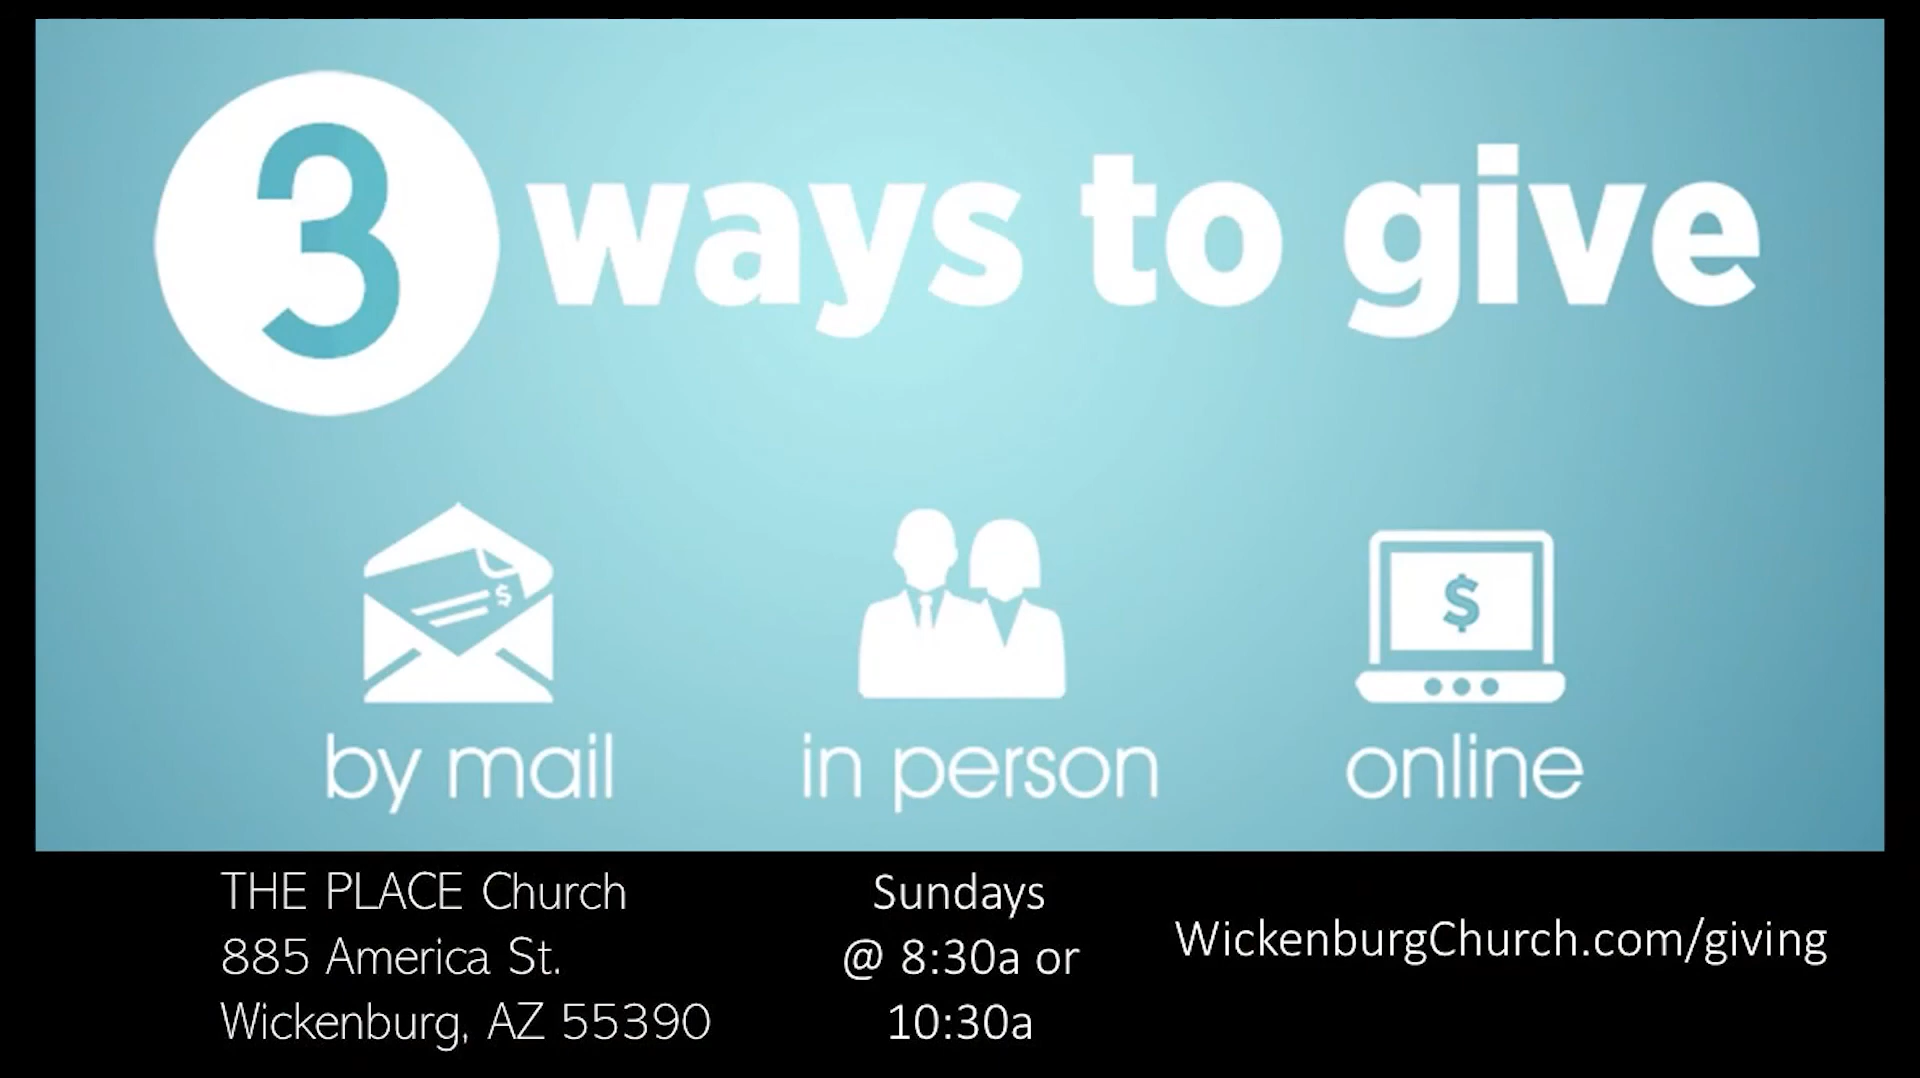 3 ways to give
$
$
by mail
in person
online
THE PLACE Church
885 America St.
Wickenburg, AZ 55390
Sundays
@ 8:30a or
10:30a
WickenburgChurch.com/giving